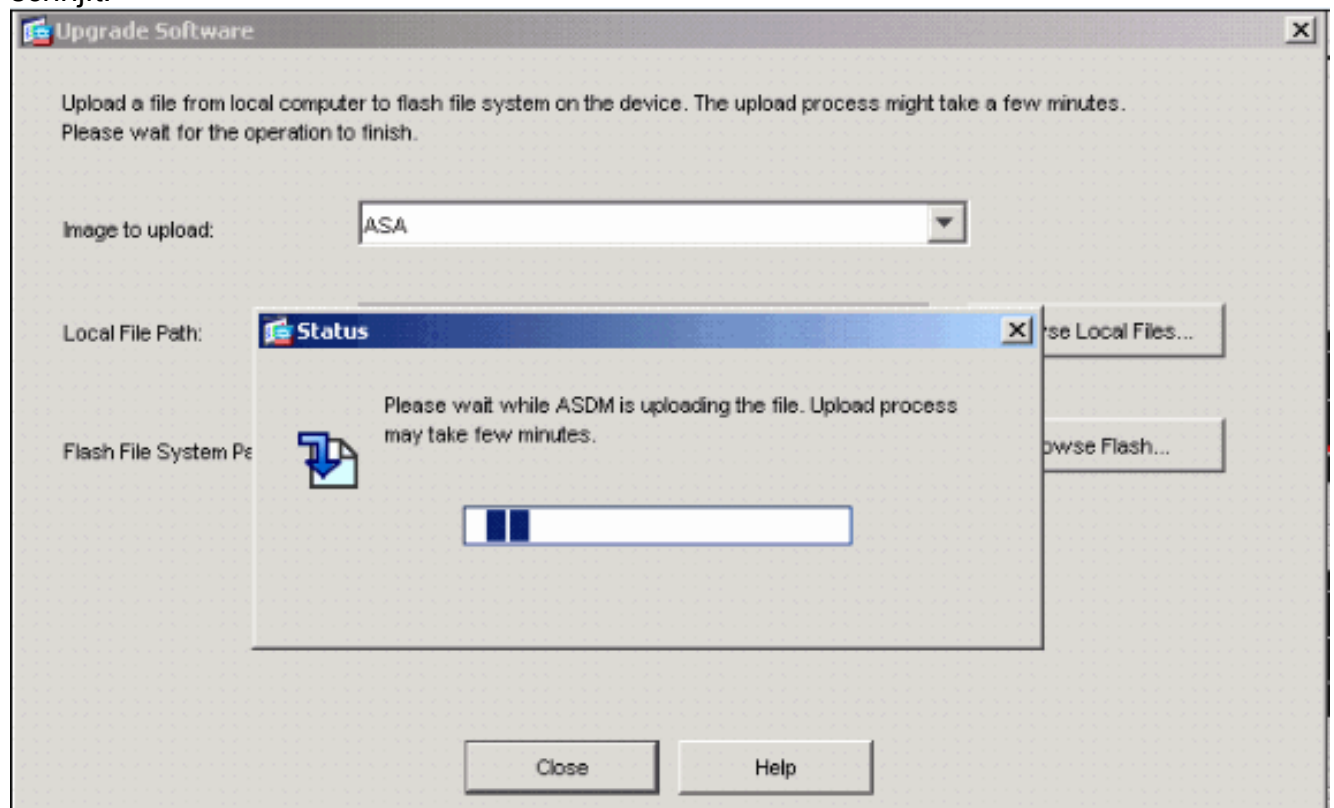 Upgrade Software
Upload a file from local computer to flash file system on the device. The upload process might take a few minutes.
Please wait for the operation to finish.
Image to upload:
ASA
Local File Path:
se Local Files...
Status
Please wait while ASDM is uploading the file. Upload process
may take few minutes.
Flash File System Pa
owse Flash...
Close
Help